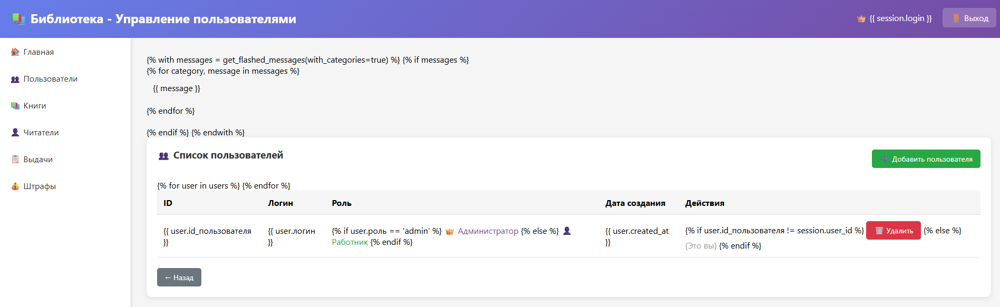 Библиотека - Управление пользователями
{{ session.login }}
Выход
Главная
Пользователи
Книги
Читатели
Выдачи
Штрафы
{% with messages = get_flashed_messages(with_categories=true) %} {% if messages %}
{% for category, message in messages %}
{{ message }}
{% endfor %}
{% endif %} {% endwith %}
Список пользователей
Добавить пользователя
{% for user in users %} {% endfor %}
ID Логин Роль Дата создания Действия
{{ user.id_пользователя
}}
{{ user.логин
}}
{% if user.роль == 'admin' %} Администратор {% else %}
Работник {% endif %}
{{ user.created_at
}}
{% if user.id_пользователя != session.user_id %} Удалить {% else %}
(Это вы) {% endif %}
← Назад